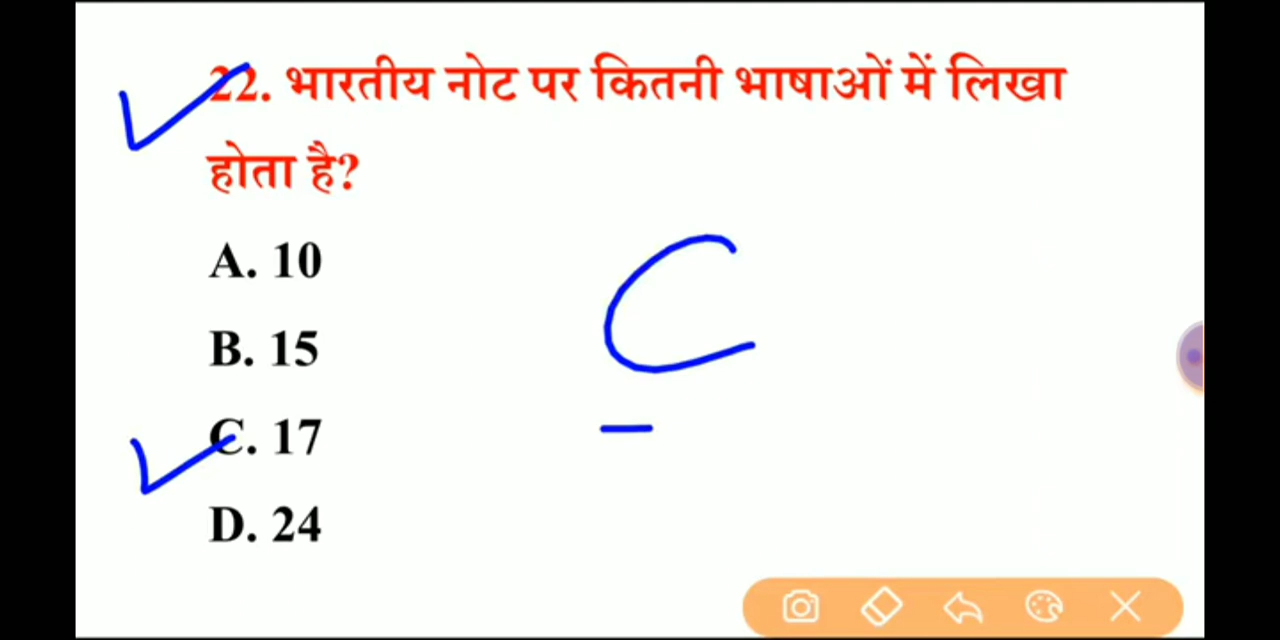 22. भारतीय नोट पर कितनी भाषाओं में लिखा
होता है?
A. 10
B. 15
C
C. 17
D. 24